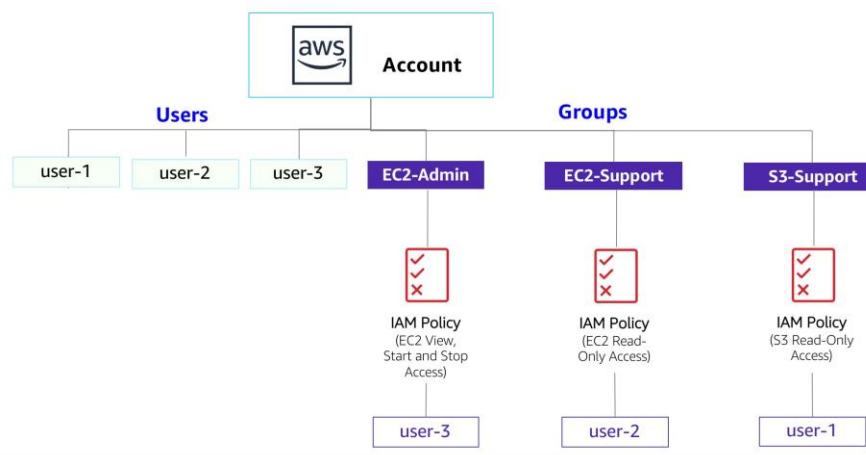 aws
Account
Users
Groups
user-1
user-2
user-3
EC2-Admin
EC2-Support
S3-Support
IAM Policy
(EC2 View,
Start and Stop
Access)
IAM Policy
(EC2 Read-
Only Access)
IAM Policy
(S3 Read-Only
Access)
user-3
user-2
user-1